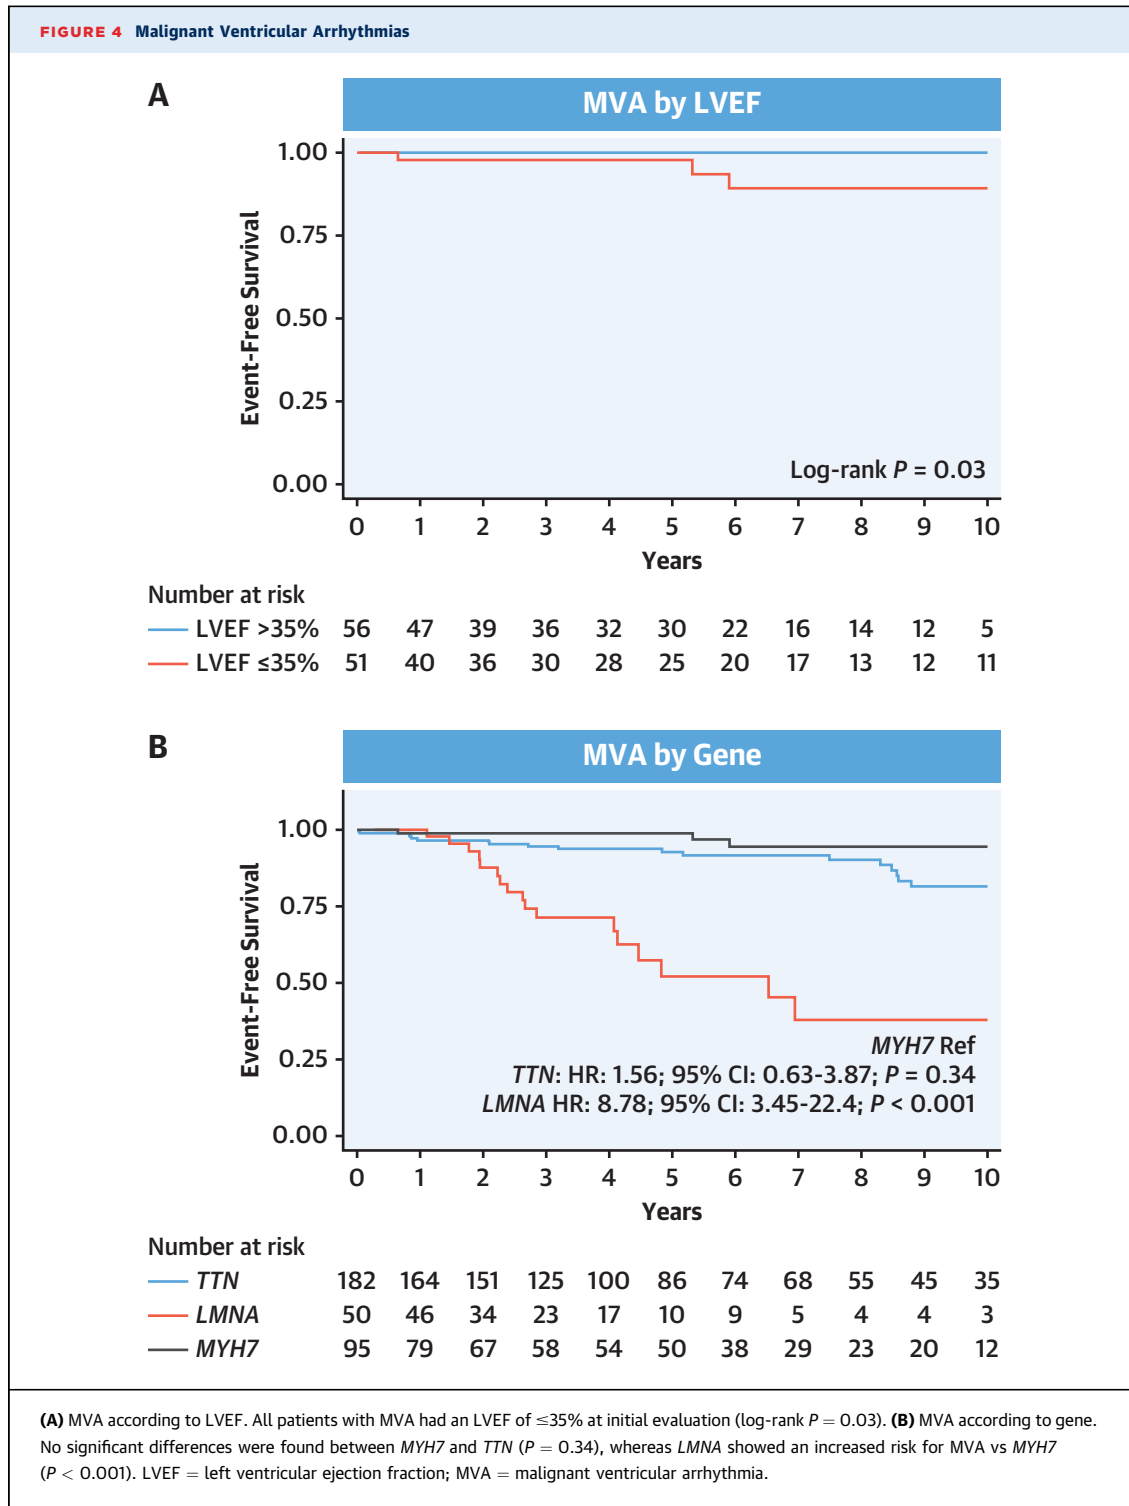 FIGURE 4 Malignant Ventricular Arrhythmias
A
MVA by LVEF
Event-Free Survival
1.00
0.75
0.50
0.25
0.00
Log-rank P = 0.03
0 1 2 3 4 5 6 7 8 9 10
Years
Number at risk
LVEF >35% 56 47 39 36 32 30 22 16 14 12 5
LVEF ≤35% 51 40 36 30 28 25 20 17 13 12 11
B
MVA by Gene
Event-Free Survival
1.00
0.75
0.50
0.25
0.00
MYH7 Ref
TTN: HR: 1.56; 95% CI: 0.63-3.87; P = 0.34
LMNA HR: 8.78; 95% CI: 3.45-22.4; P < 0.001
0 1 2 3 4 5 6 7 8 9 10
Years
Number at risk
TTN 182 164 151 125 100 86 74 68 55 45 35
LMNA 50 46 34 23 17 10 9 5 4 4 3
MYH7 95 79 67 58 54 50 38 29 23 20 12
(A) MVA according to LVEF. All patients with MVA had an LVEF of ≤35% at initial evaluation (log-rank P = 0.03). (B) MVA according to gene.
No significant differences were found between MYH7 and TTN (P = 0.34), whereas LMNA showed an increased risk for MVA vs MYH7
(P < 0.001). LVEF = left ventricular ejection fraction; MVA = malignant ventricular arrhythmia.